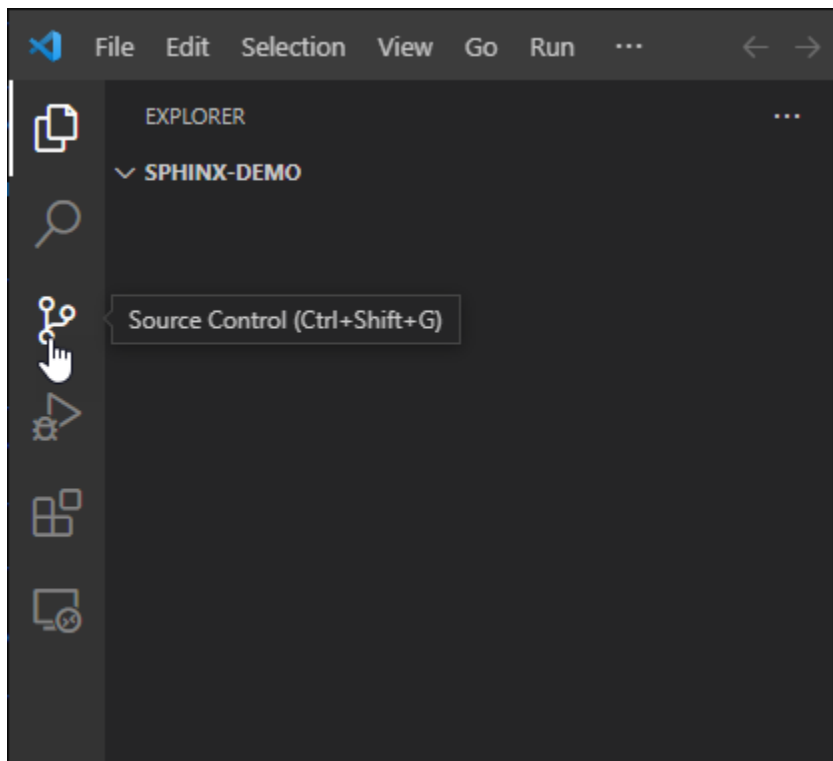 File Edit Selection View Go Run ...
EXPLORER ...
SPHINX-DEMO
Source Control (Ctrl+Shift+G)